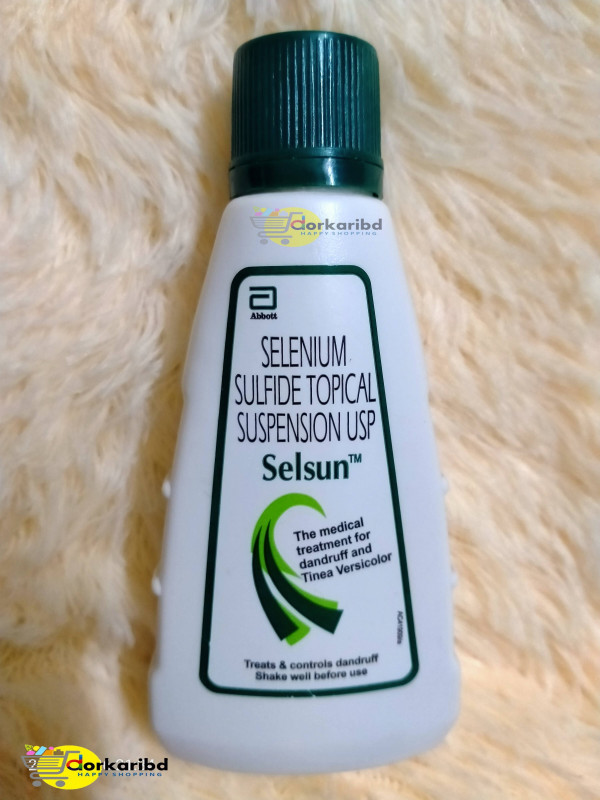 dorkaribd
HAPPY SHOPPING
Abbott
SELENIUM
SULFIDE TOPICAL
SUSPENSION USP
Selsun™
The medical
treatment for
dandruff and
Tinea Versicolor
Treats & controls dandruff
Shake well before use
dorkaribd
HAPPY SHOPPING